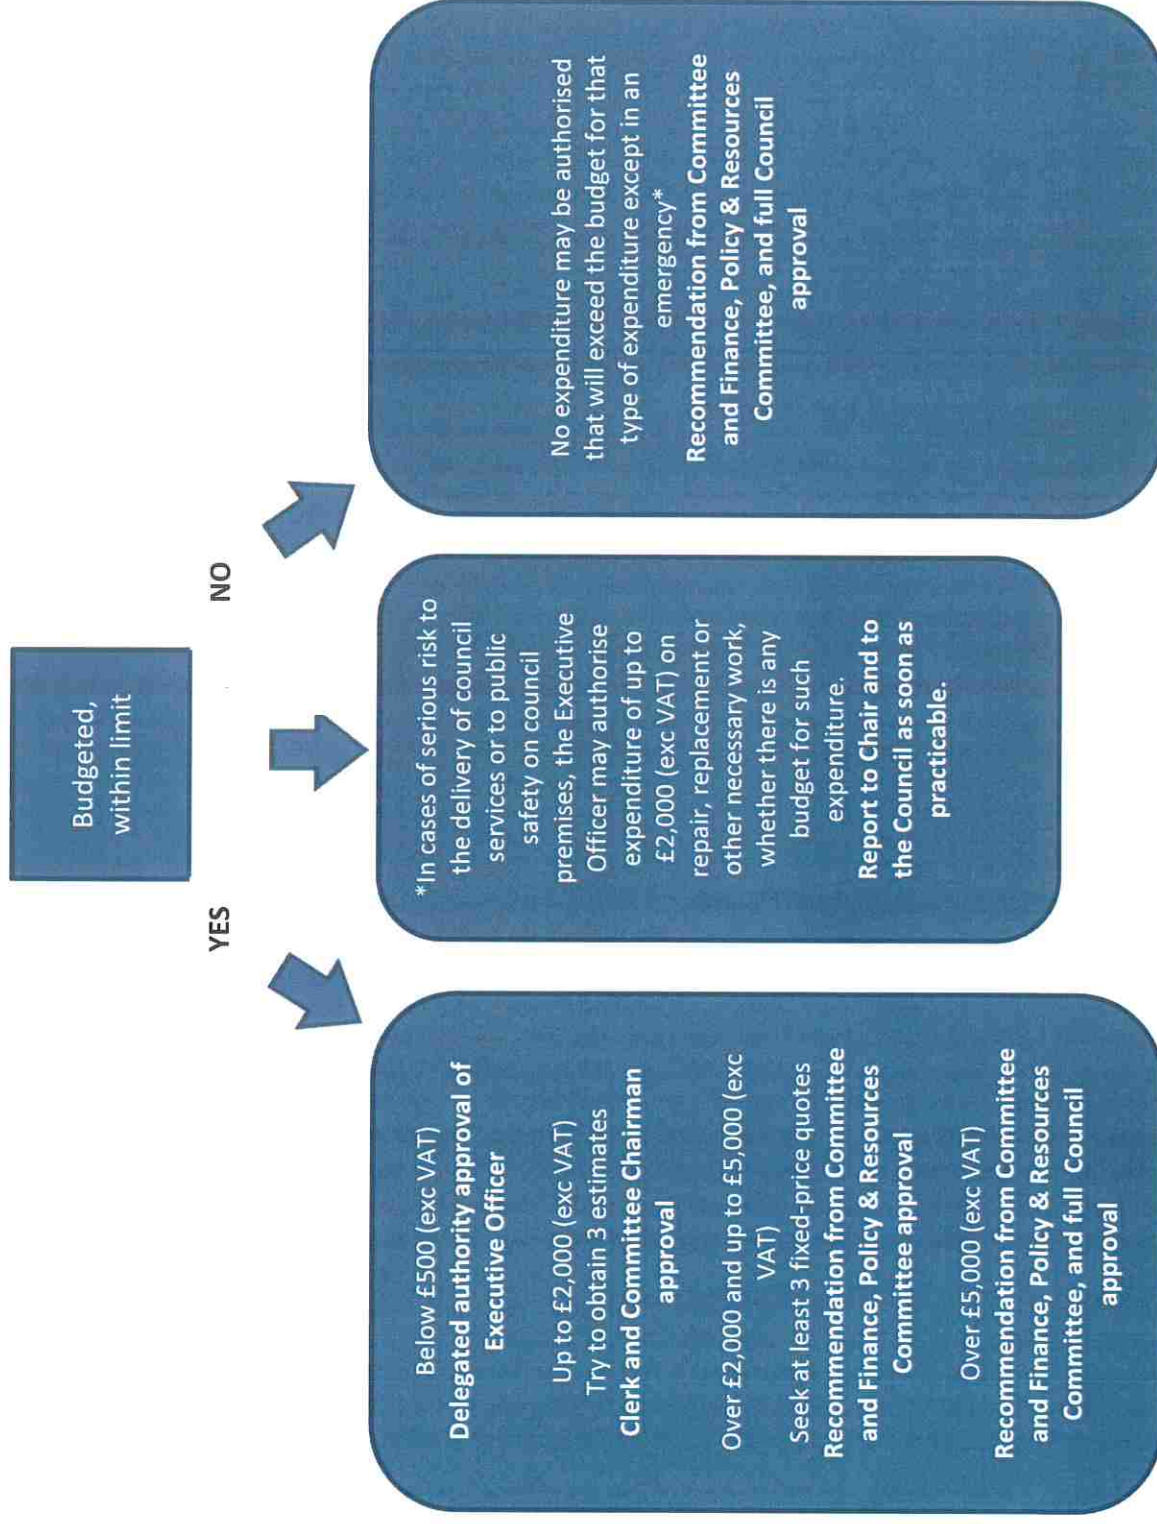 Budgeted,
within limit
YES
NO
Below £500 (exc VAT)
Delegated authority approval of
Executive Officer
Up to £2,000 (exc VAT)
Try to obtain 3 estimates
Clerk and Committee Chairman
approval
Over £2,000 and up to £5,000 (exc
VAT)
Seek at least 3 fixed-price quotes
Recommendation from Committee
and Finance, Policy & Resources
Committee approval
Over £5,000 (exc VAT)
Recommendation from Committee
and Finance, Policy & Resources
Committee, and full Council
approval
*In cases of serious risk to
the delivery of council
services or to public
safety on council
premises, the Executive
Officer may authorise
expenditure of up to
£2,000 (exc VAT) on
repair, replacement or
other necessary work,
whether there is any
budget for such
expenditure.
Report to Chair and to
the Council as soon as
practicable.
No expenditure may be authorised
that will exceed the budget for that
type of expenditure except in an
emergency*
Recommendation from Committee
and Finance, Policy & Resources
Committee, and full Council
approval